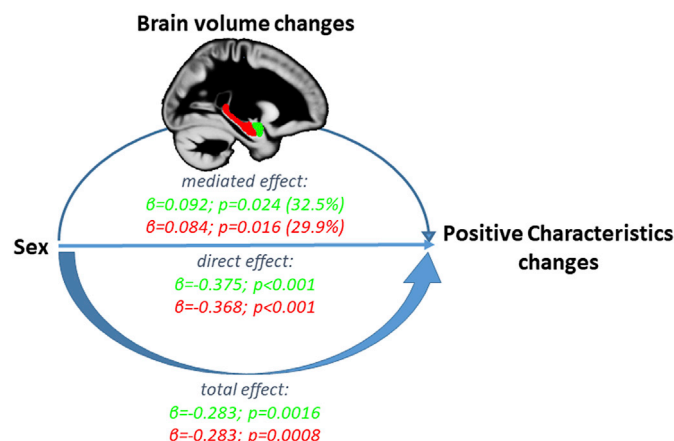 Brain volume changes
mediated effect:
β=0.092; p=0.024 (32.5%)
β=0.084; p=0.016 (29.9%)
Sex
Positive Characteristics
changes
direct effect:
β=-0.375; p<0.001
β=-0.368; p<0.001
total effect:
β=-0.283; p=0.0016
β=-0.283; p=0.0008